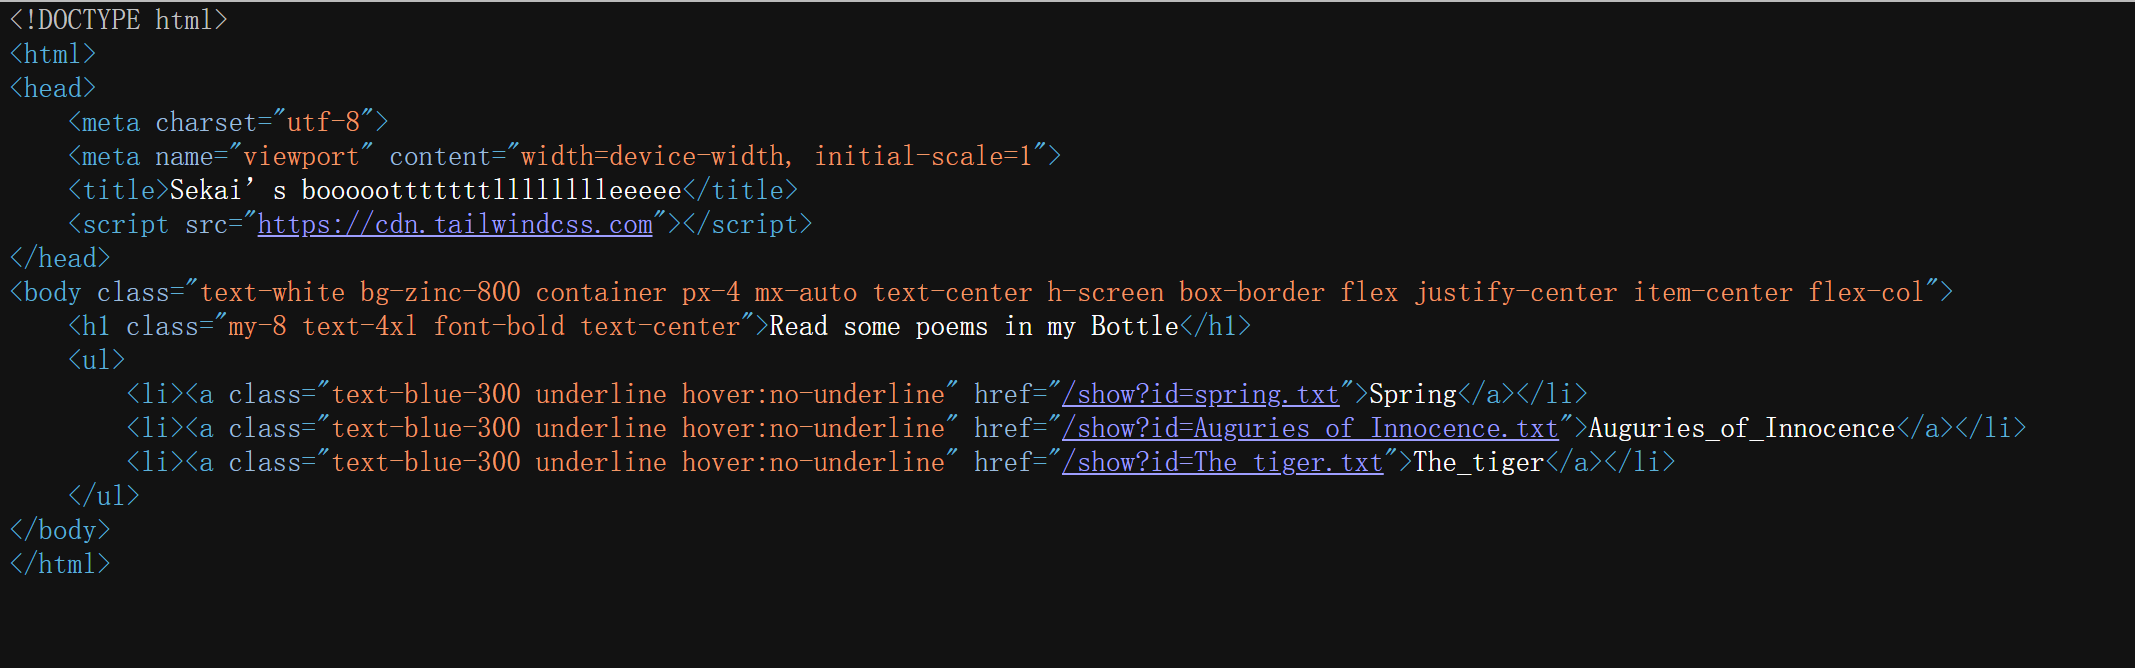 <!DOCTYPE html>
<html>
<head>
    <meta charset="utf-8">
    <meta name="viewport" content="width=device-width, initial-scale=1">
    <title>Sekai’s boooootttttttlllllllleeeee</title>
    <script src="https://cdn.tailwindcss.com"></script>
</head>
<body class="text-white bg-zinc-800 container px-4 mx-auto text-center h-screen box-border flex justify-center item-center flex-col">
    <h1 class="my-8 text-4xl font-bold text-center">Read some poems in my Bottle</h1>
    <ul>
        <li><a class="text-blue-300 underline hover:no-underline" href="/show?id=spring.txt">Spring</a></li>
        <li><a class="text-blue-300 underline hover:no-underline" href="/show?id=Auguries_of_Innocence.txt">Auguries_of_Innocence</a></li>
        <li><a class="text-blue-300 underline hover:no-underline" href="/show?id=The_tiger.txt">The_tiger</a></li>
    </ul>
</body>
</html>